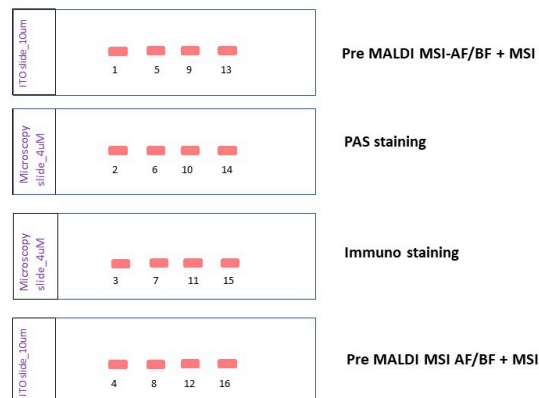 ITO slide_10um
Pre MALDI MSI-AF/BF + MSI
1 5 9 13
Microscopy
slide_4uM
PAS staining
2 6 10 14
Microscopy
slide_4uM
Immuno staining
3 7 11 15
ITO slide_10um
Pre MALDI MSI AF/BF + MSI
4 8 12 16